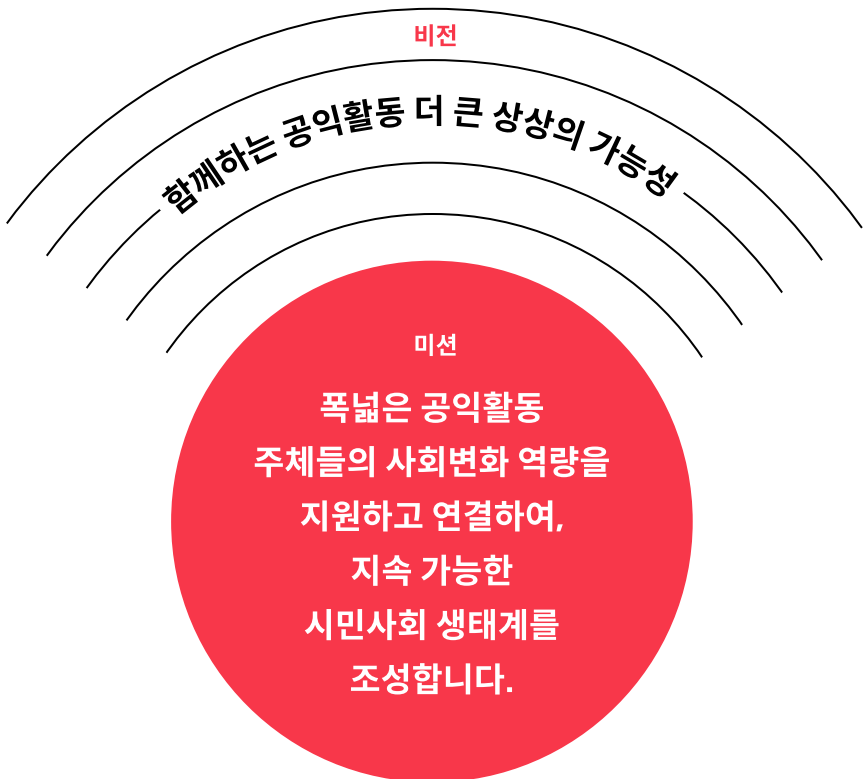 비전
함께하는 공익활동 더 큰 상상의 가능성
미션
폭넓은 공익활동
주체들의 사회변화 역량을
지원하고 연결하여,
지속 가능한
시민사회 생태계를
조성합니다.